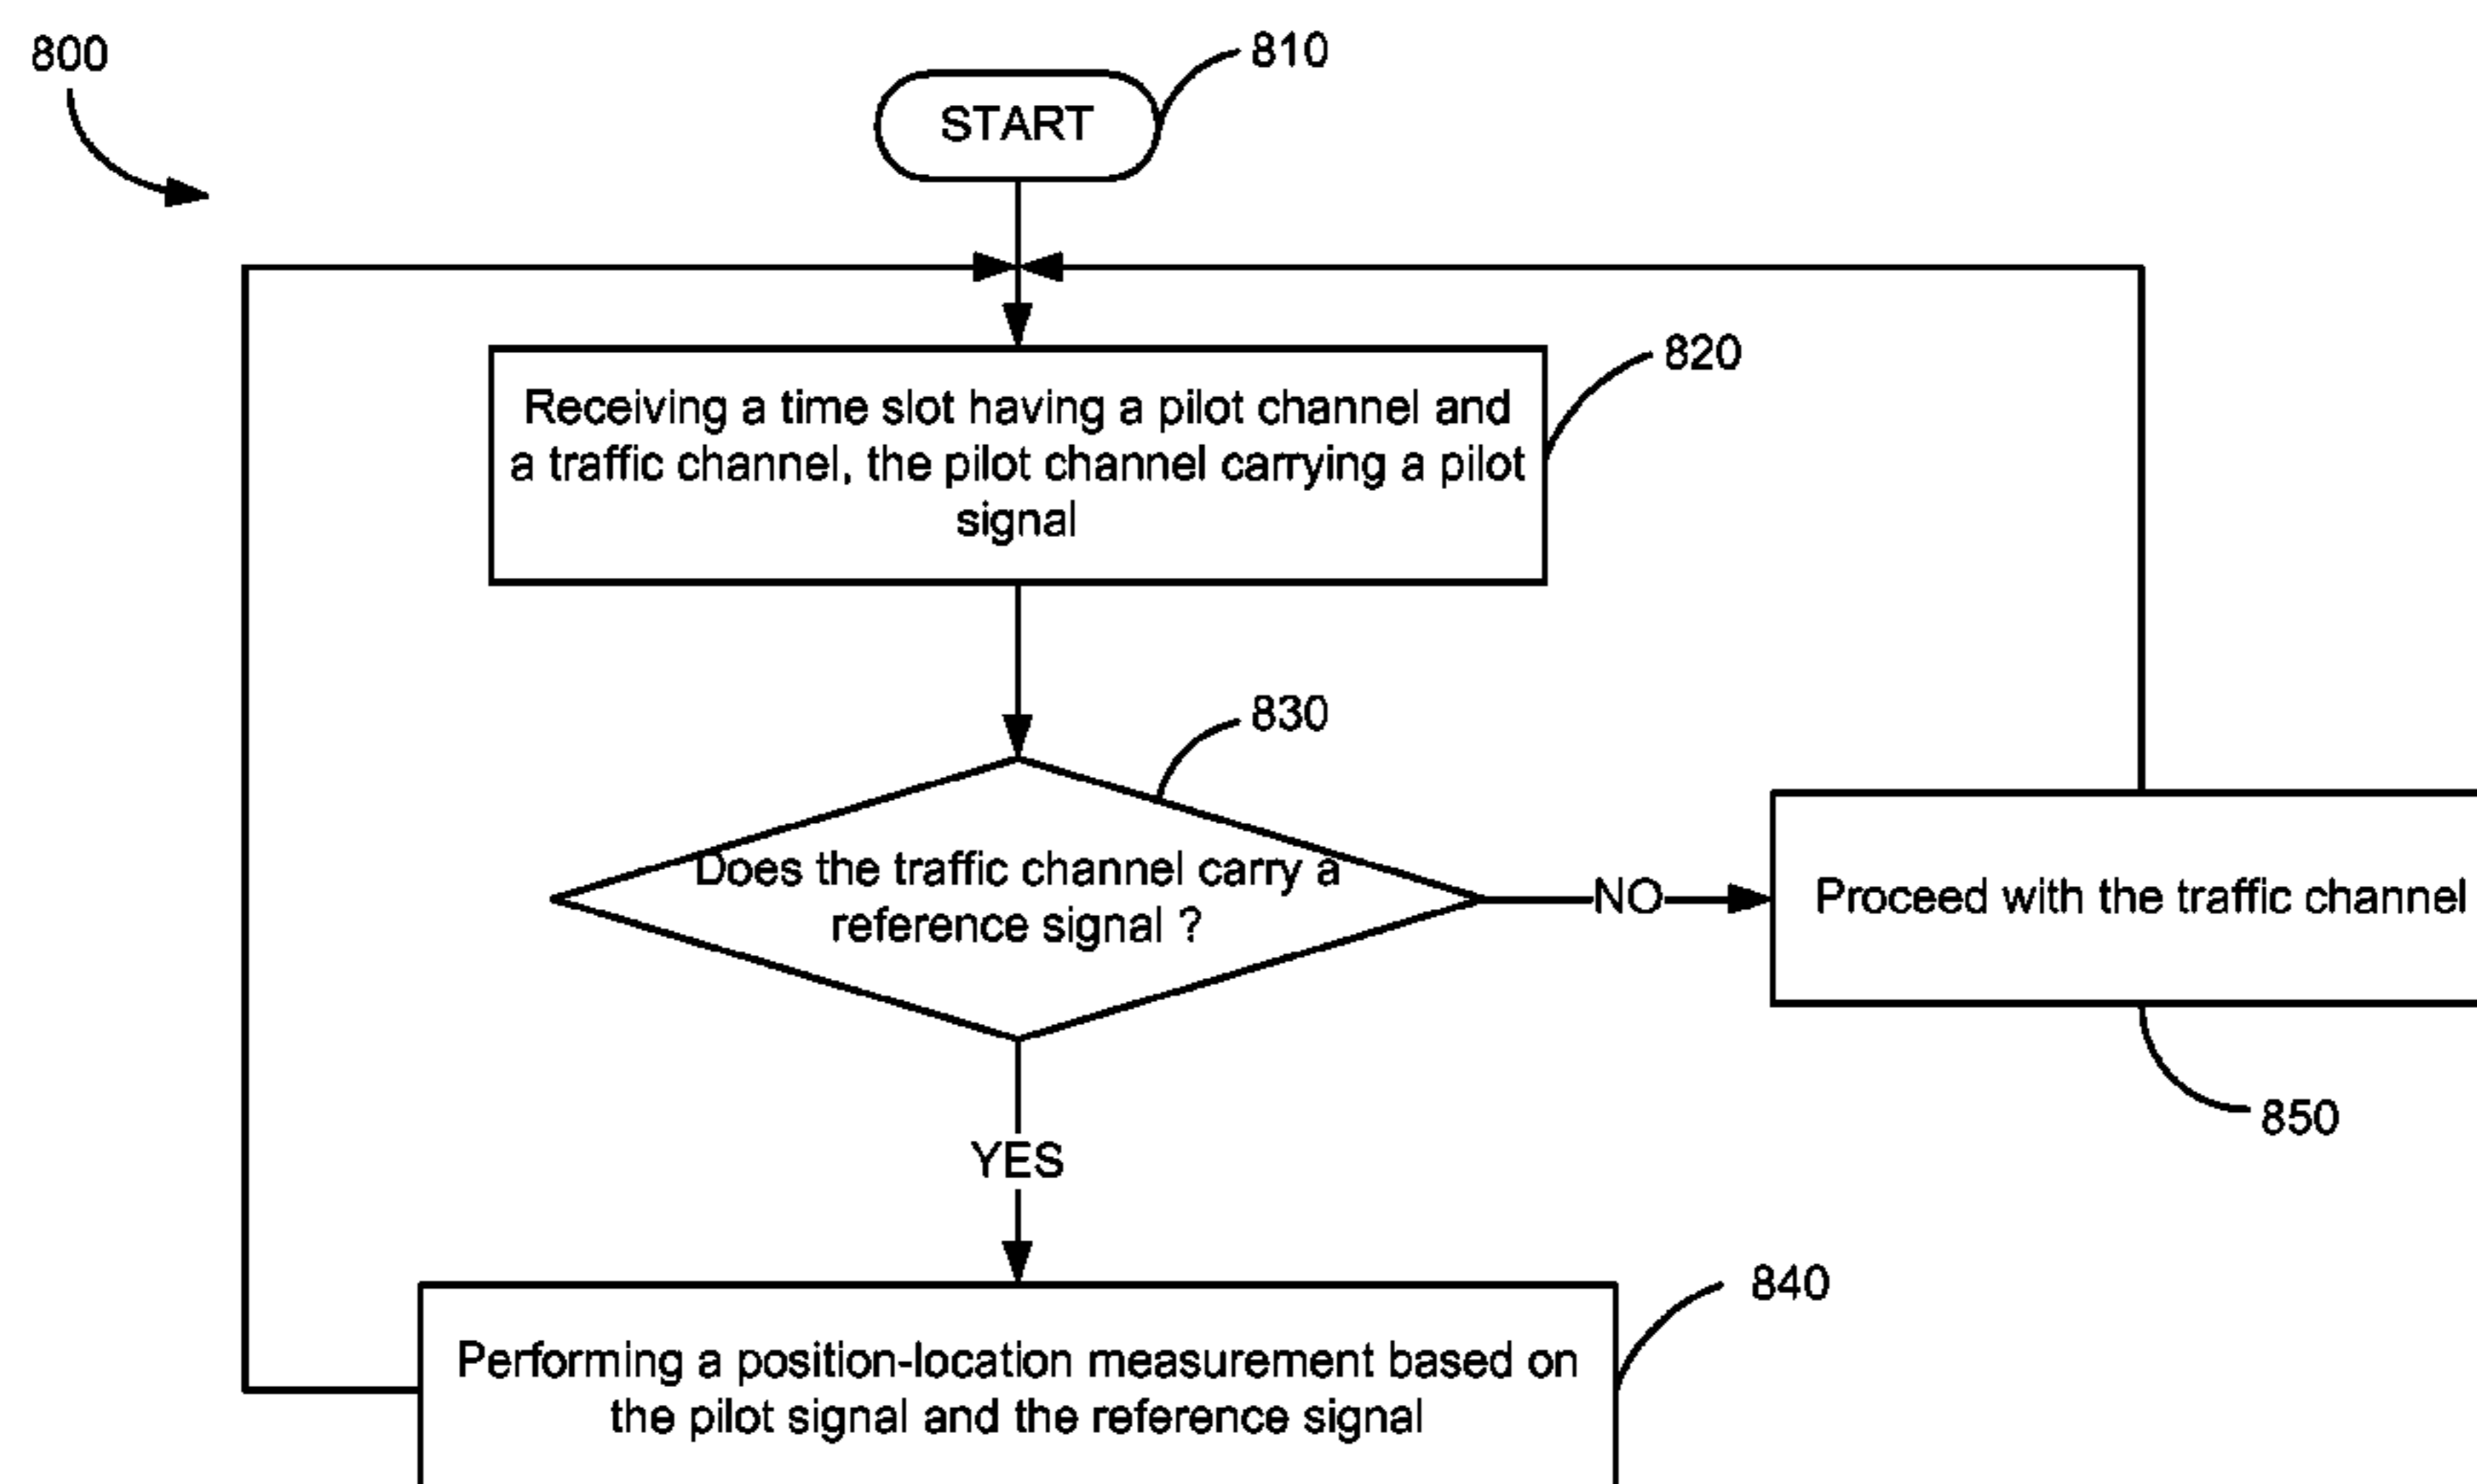 800
810
START
820
Receiving a time slot having a pilot channel and
a traffic channel, the pilot channel carrying a pilot
signal
830
Does the traffic channel carry a
reference signal ?
NO
Proceed with the traffic channel
850
YES
840
Performing a position-location measurement based on
the pilot signal and the reference signal